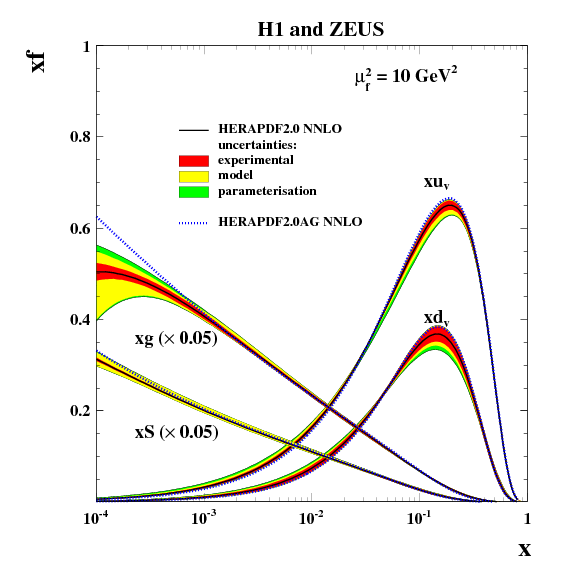 H1 and ZEUS
xf
1
μ_f^2 = 10 GeV^2
HERAPDF2.0 NNLO
uncertainties:
experimental
model
parameterisation
HERAPDF2.0AG NNLO
0.8
xu_v
0.6
0.4
xd_v
xg (× 0.05)
0.2
xS (× 0.05)
10^-4
10^-3
10^-2
10^-1
1
x